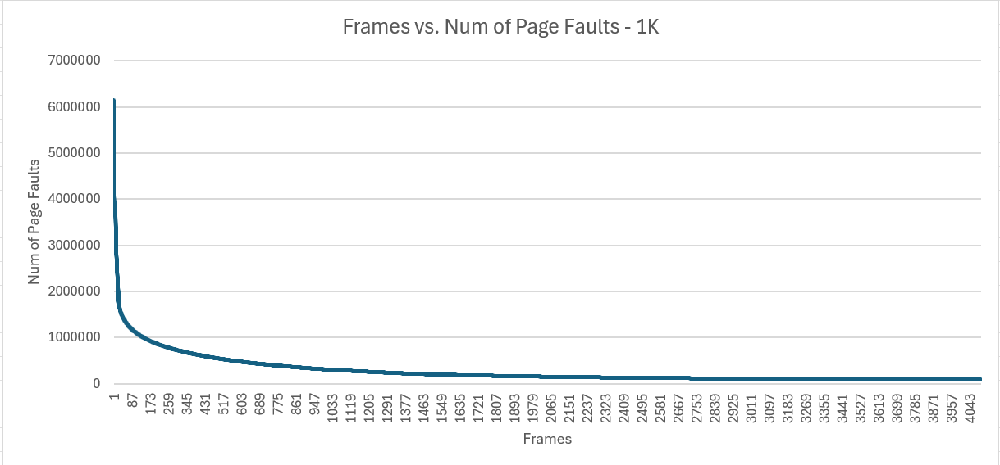 Frames vs. Num of Page Faults - 1K
7000000
6000000
5000000
4000000
3000000
2000000
1000000
0
Num of Page Faults
1 87 173 259 345 431 517 603 689 775 861 947 1033 1119 1205 1291 1377 1463 1549 1635 1721 1807 1893 1979 2065 2151 2237 2323 2409 2495 2581 2667 2753 2839 2925 3011 3097 3183 3269 3355 3441 3527 3613 3699 3785 3871 3957 4043
Frames